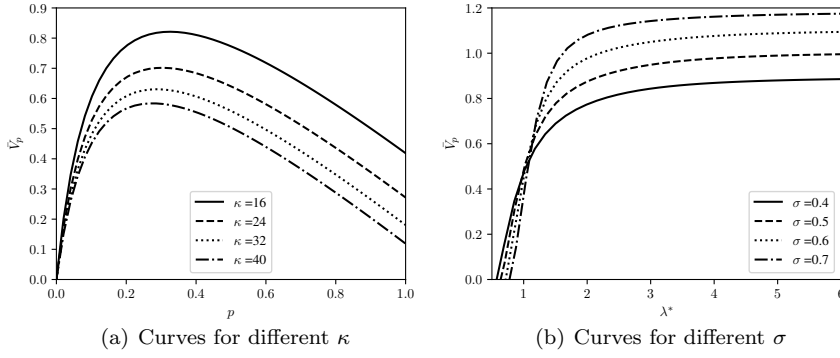 0.9
0.8
0.7
0.6
0.5
0.4
0.3
0.2
0.1
0.0
V̄ₚ
κ =16
κ =24
κ =32
κ =40
0.0 0.2 0.4 0.6 0.8 1.0
p
(a) Curves for different κ
1.2
1.0
0.8
0.6
0.4
0.2
0.0
V̄ₚ
σ =0.4
σ =0.5
σ =0.6
σ =0.7
1 2 3 4 5 6
λ*
(b) Curves for different σ